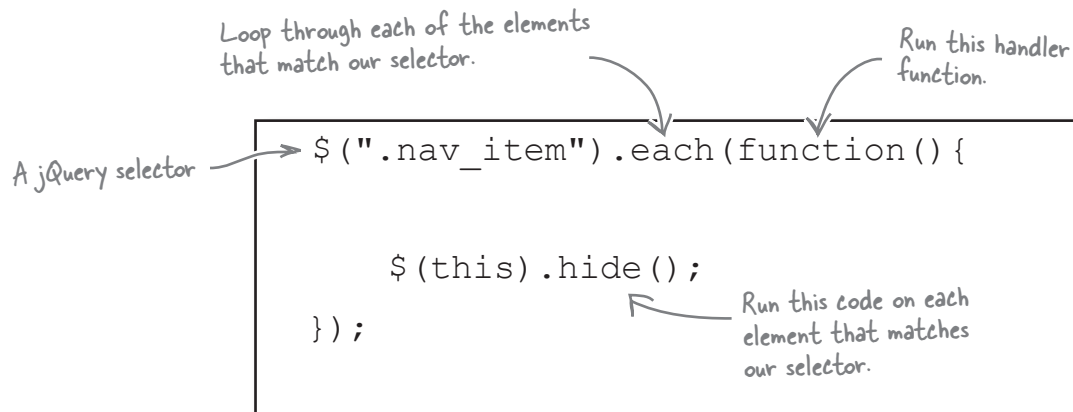 Loop through each of the elements
that match our selector.
Run this handler
function.
A jQuery selector
$(".nav_item").each(function(){
$(this).hide();
Run this code on each
element that matches
our selector.
});